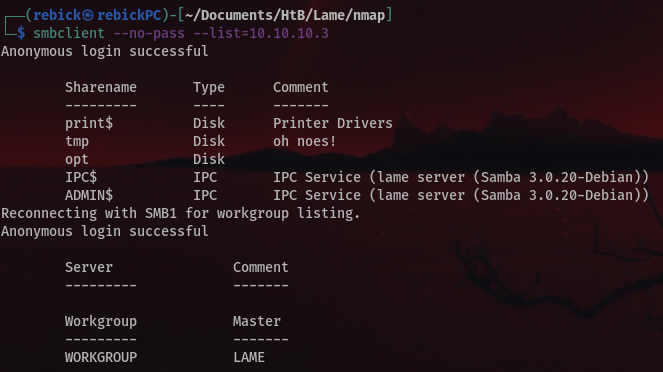 ┌──(rebick㉿rebickPC)-[~/Documents/HtB/Lame/nmap]
└─$ smbclient --no-pass --list=10.10.10.3
Anonymous login successful
Sharename Type Comment
--------- ---- -------
print$ Disk Printer Drivers
tmp Disk oh noes!
opt Disk
IPC$ IPC IPC Service (lame server (Samba 3.0.20-Debian))
ADMIN$ IPC IPC Service (lame server (Samba 3.0.20-Debian))
Reconnecting with SMB1 for workgroup listing.
Anonymous login successful
Server Comment
--------- -------
Workgroup Master
--------- -------
WORKGROUP LAME